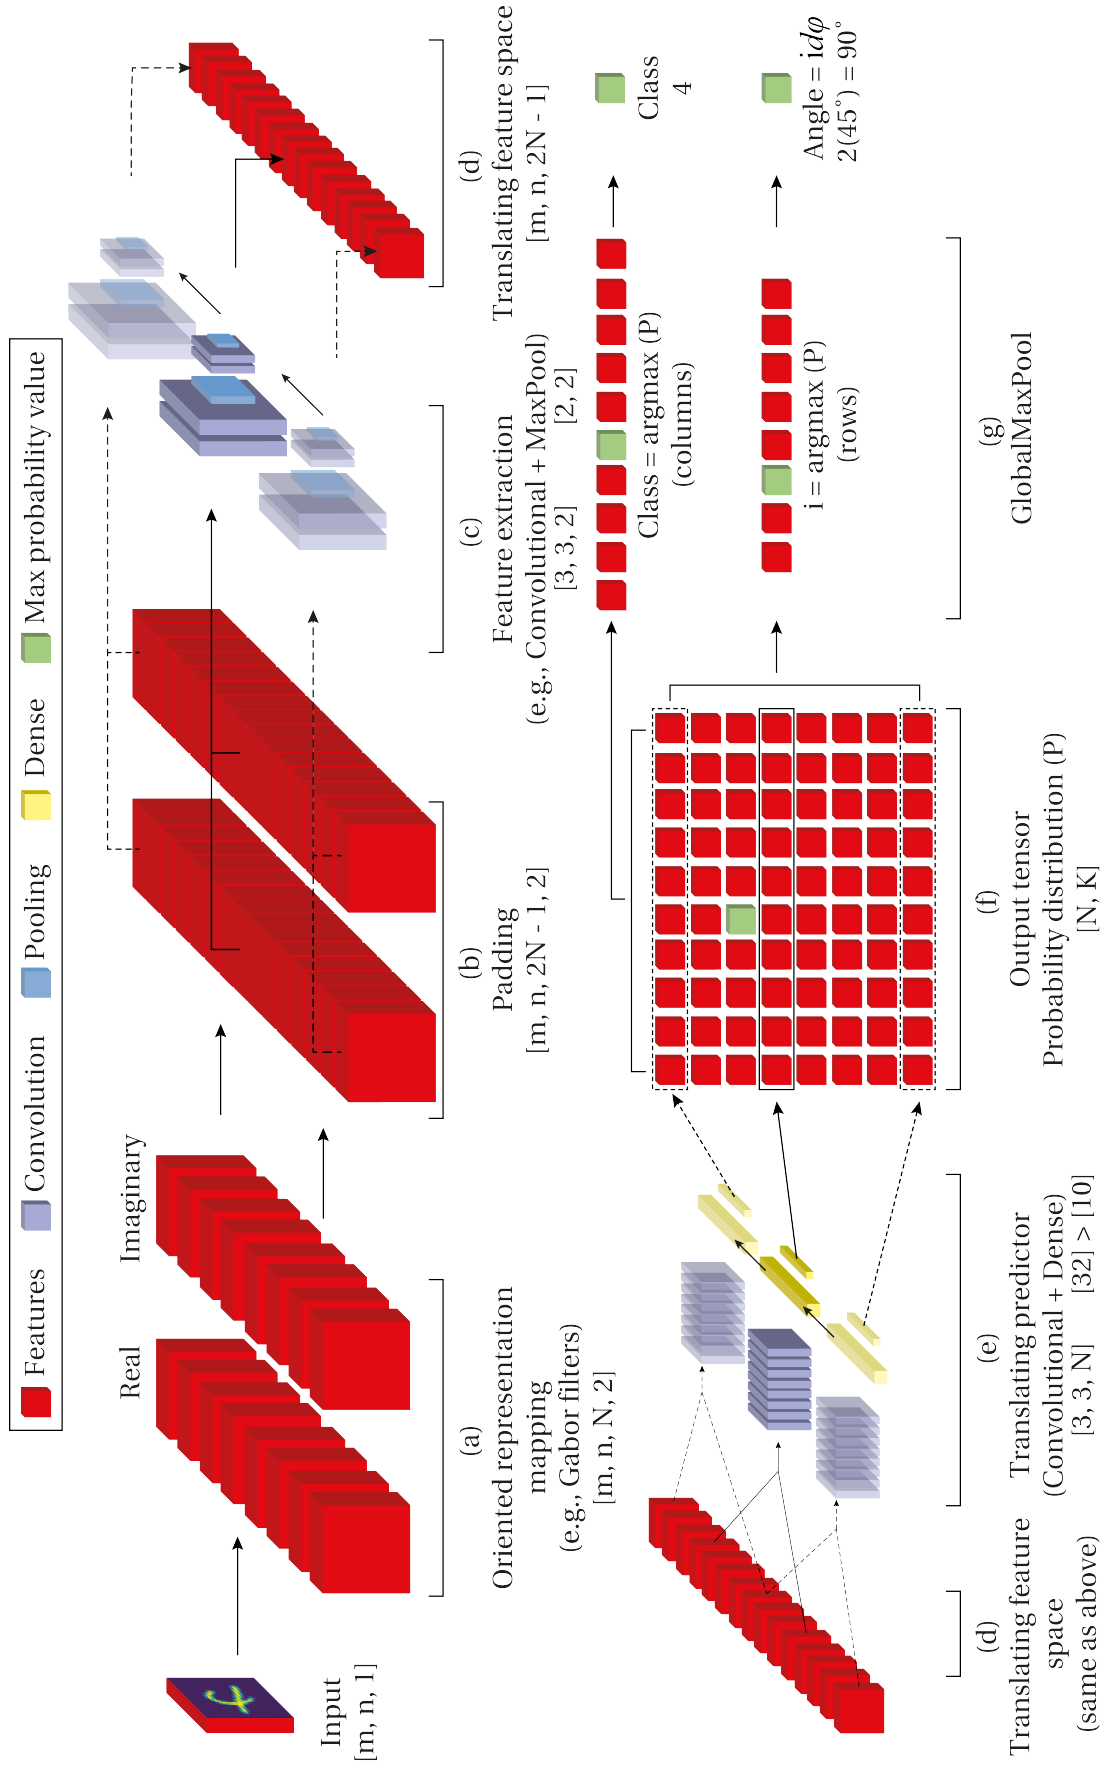 Features
Convolution
Pooling
Dense
Max probability value
Input
[m, n, 1]
Real
Imaginary
(a)
Oriented representation
mapping
(e.g., Gabor filters)
[m, n, N, 2]
(b)
Padding
[m, n, 2N - 1, 2]
(c)
Feature extraction
(e.g., Convolutional + MaxPool)
[3, 3, 2] [2, 2]
(d)
Translating feature space
[m, n, 2N - 1]
(d)
Translating feature
space
(same as above)
(e)
Translating predictor
(Convolutional + Dense)
[3, 3, N] [32] > [10]
(f)
Output tensor
Probability distribution (P)
[N, K]
Class = argmax (P)
(columns)
i = argmax (P)
(rows)
(g)
GlobalMaxPool
Class
4
Angle = idφ
2(45°) = 90°